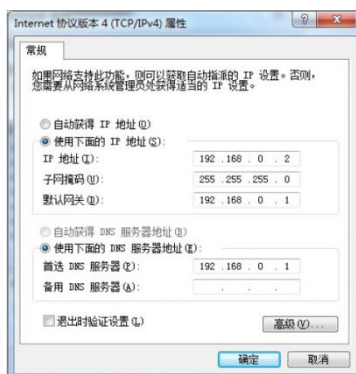 Internet 协议版本 4 (TCP/IPv4) 属性
常规
如果网络支持此功能，则可以获取自动指派的 IP 设置。否则，
您需要从网络系统管理员处获得适当的 IP 设置。
自动获得 IP 地址(O)
使用下面的 IP 地址(S):
IP 地址(I): 192 .168 . 0 . 2
子网掩码(U): 255 .255 .255 . 0
默认网关(D): 192 .168 . 0 . 1
自动获得 DNS 服务器地址(B)
使用下面的 DNS 服务器地址(E):
首选 DNS 服务器(P): 192 .168 . 0 . 1
备用 DNS 服务器(A): . . .
退出时验证设置(L)
高级(V)...
确定
取消